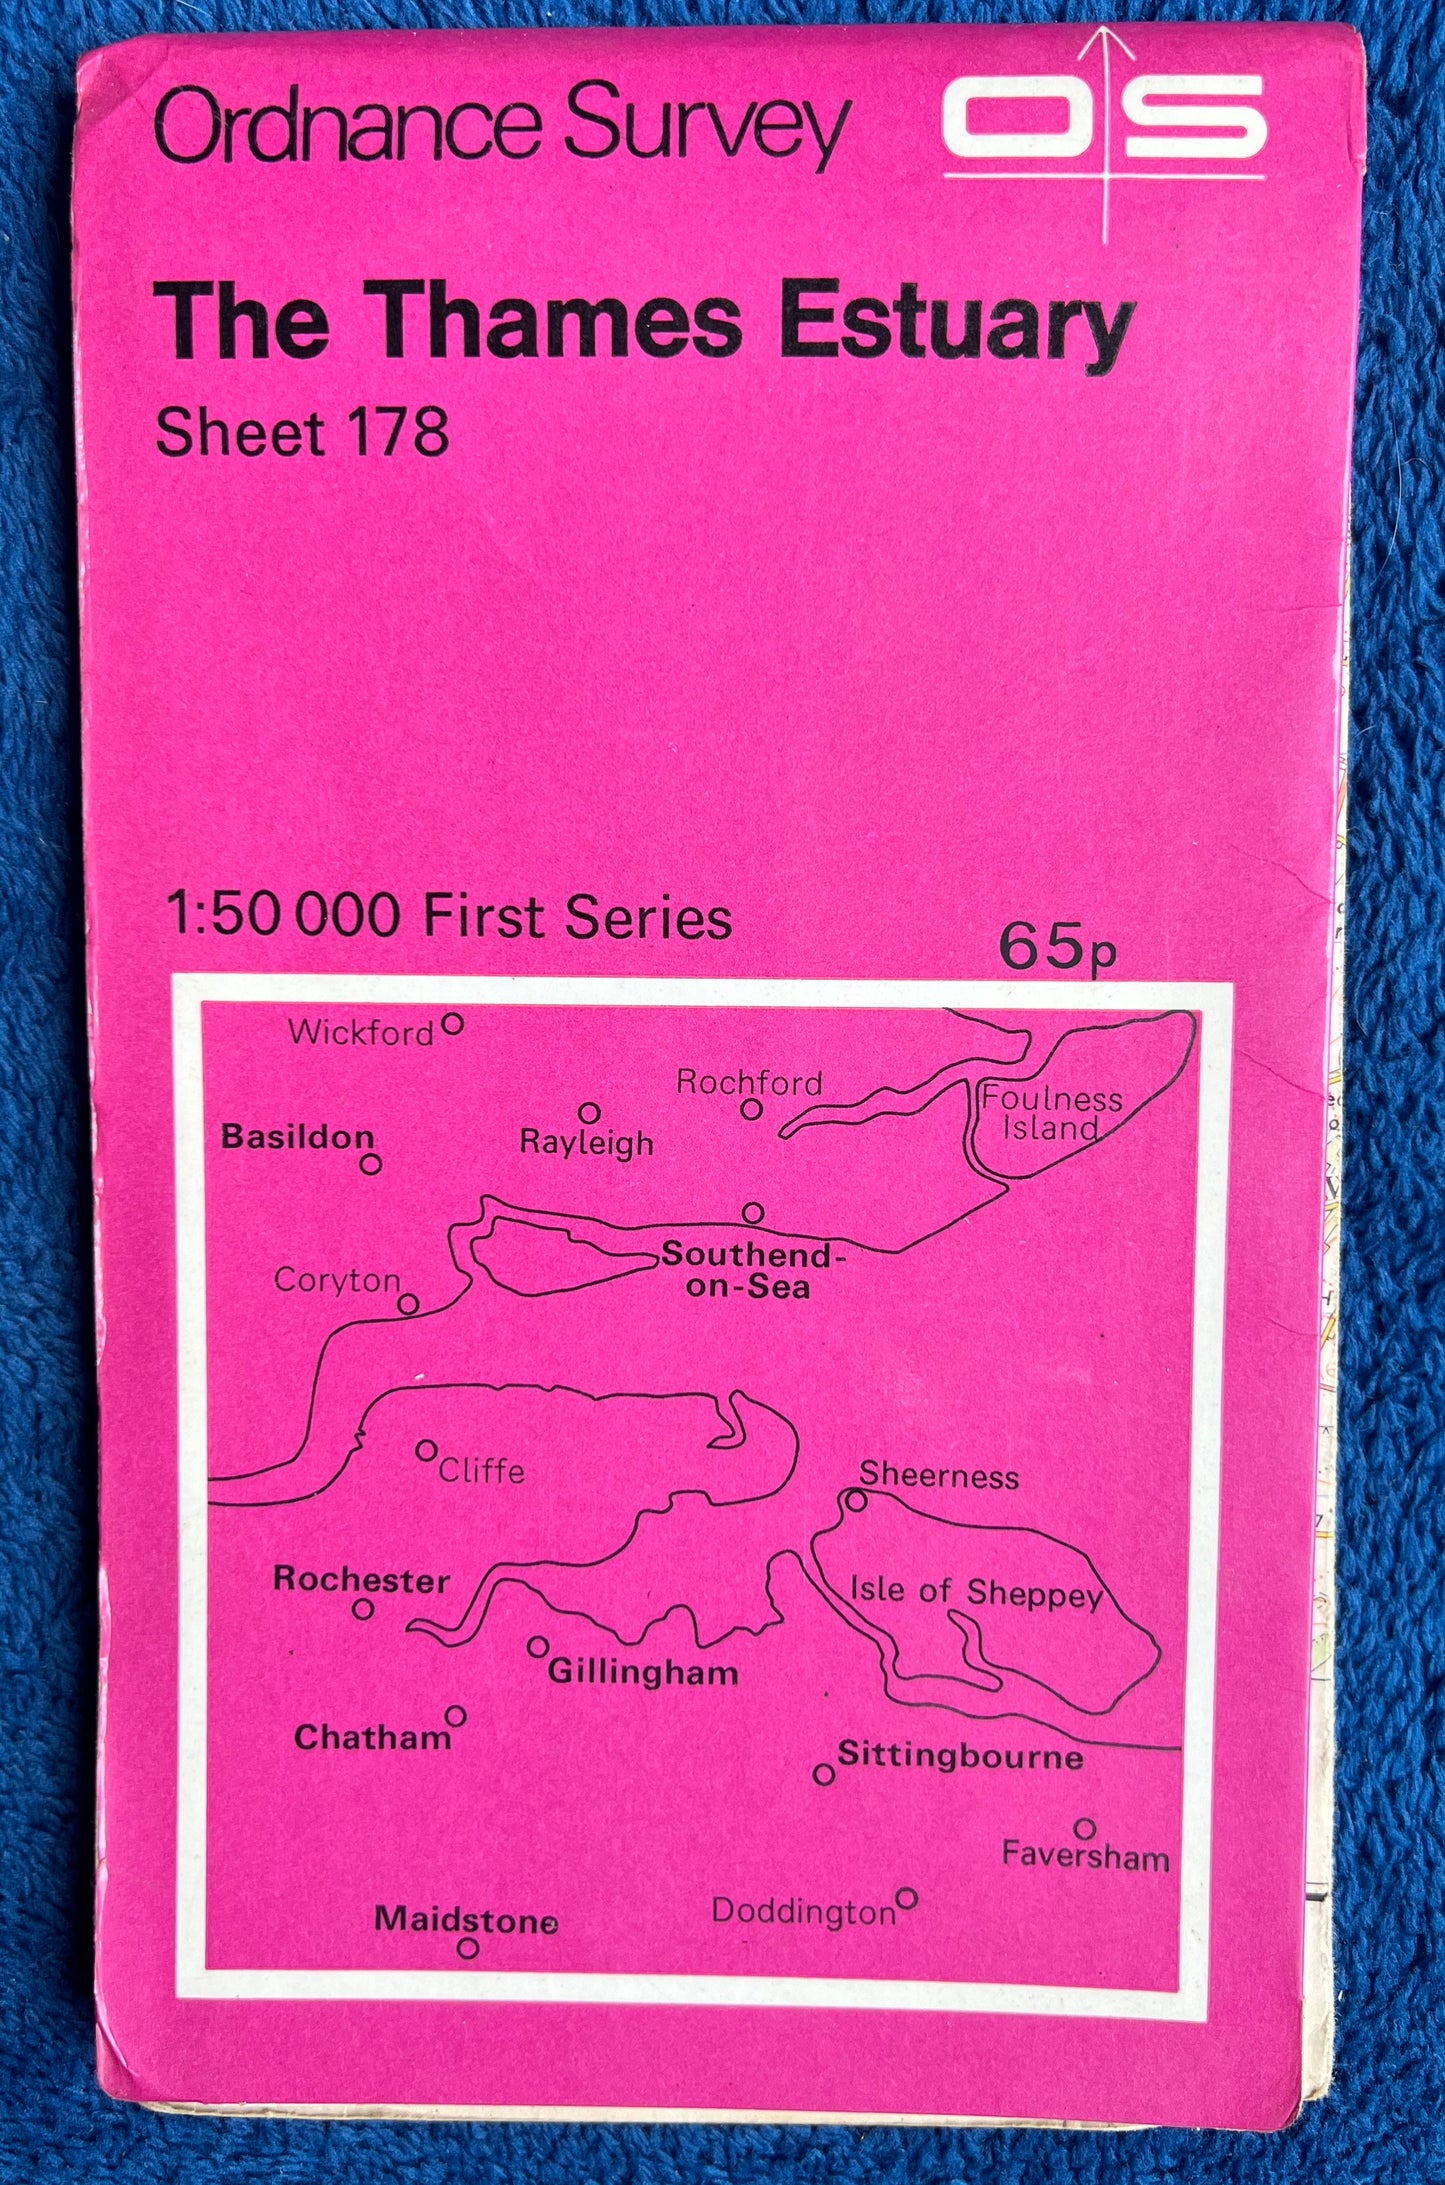 Ordnance Survey OS
The Thames Estuary
Sheet 178
1:50 000 First Series
65p
Wickford
Rochford
Foulness
Island
Basildon
Rayleigh
Southend-
on-Sea
Coryton
Cliffe
Sheerness
Rochester
Isle of Sheppey
Gillingham
Chatham
Sittingbourne
Faversham
Doddington
Maidstone